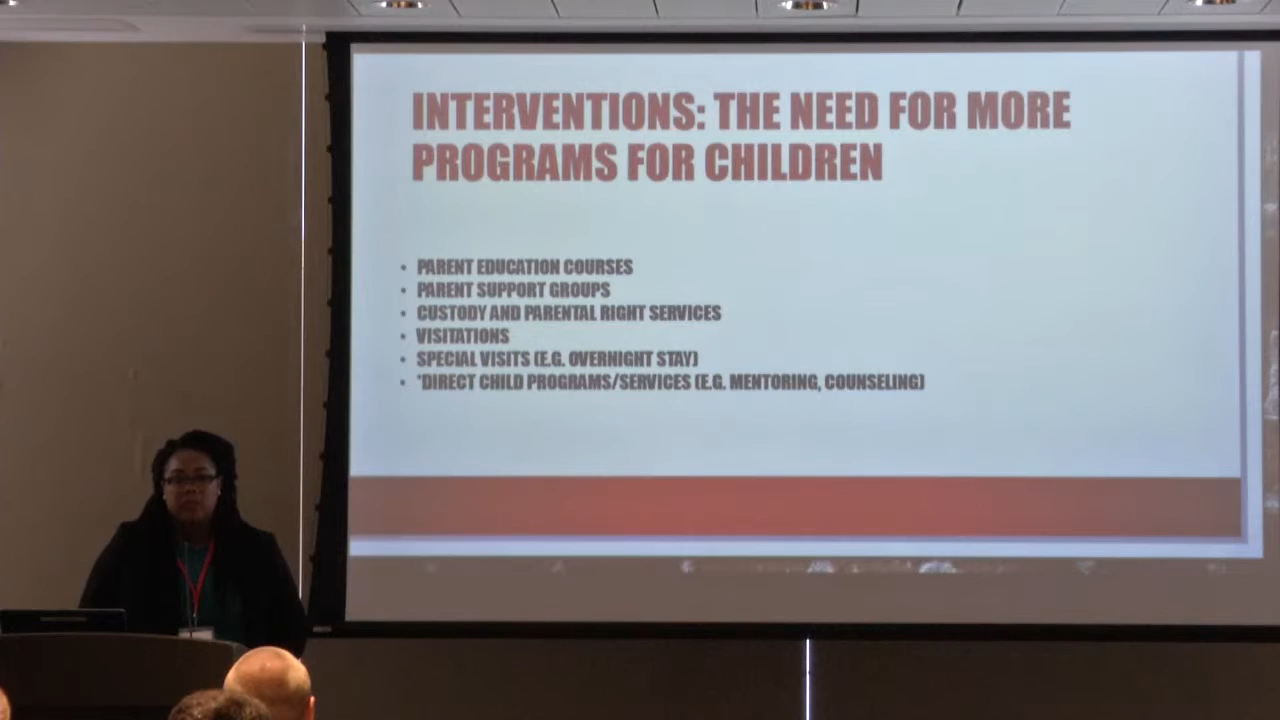 INTERVENTIONS: THE NEED FOR MORE
PROGRAMS FOR CHILDREN
• PARENT EDUCATION COURSES
• PARENT SUPPORT GROUPS
• CUSTODY AND PARENTAL RIGHT SERVICES
• VISITATIONS
• SPECIAL VISITS (E.G. OVERNIGHT STAY)
• *DIRECT CHILD PROGRAMS/SERVICES (E.G. MENTORING, COUNSELING)